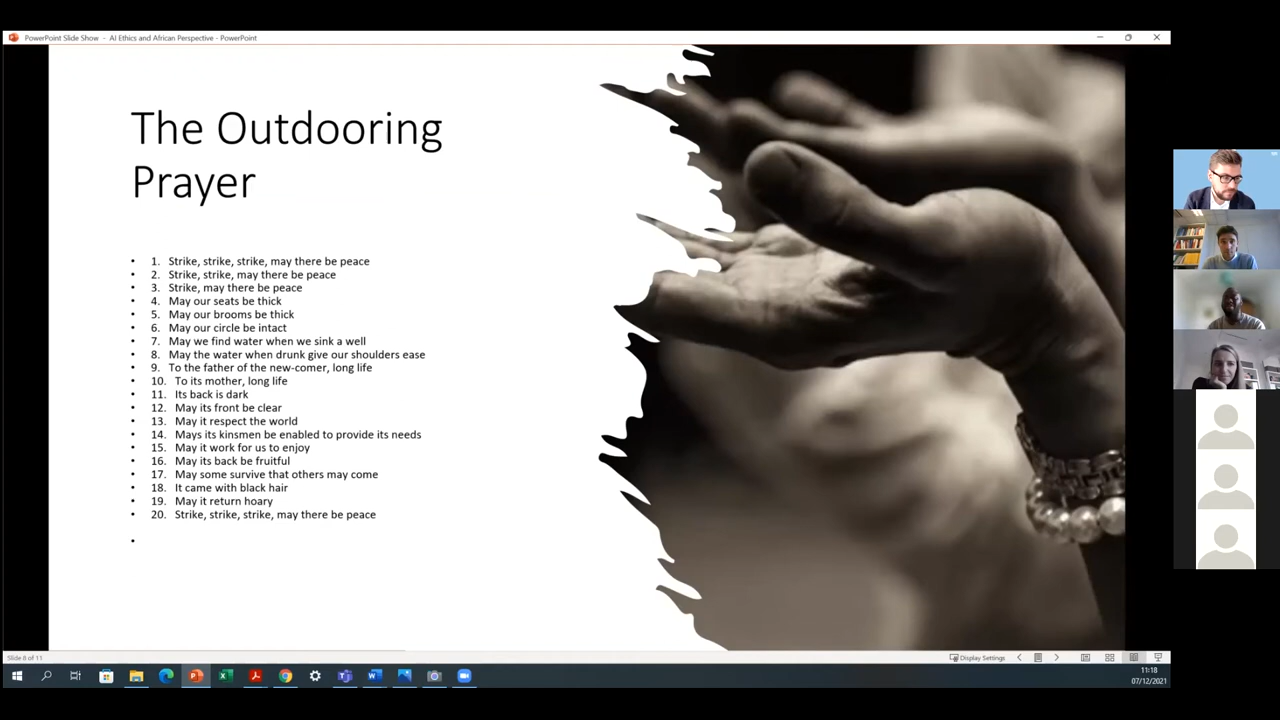 PowerPoint Slide Show - AI Ethics and African Perspective - PowerPoint
The Outdooring
Prayer
• 1. Strike, strike, strike, may there be peace
• 2. Strike, strike, may there be peace
• 3. Strike, may there be peace
• 4. May our seats be thick
• 5. May our brooms be thick
• 6. May our circle be intact
• 7. May we find water when we sink a well
• 8. May the water when drunk give our shoulders ease
• 9. To the father of the new-comer, long life
• 10. To its mother, long life
• 11. Its back is dark
• 12. May its front be clear
• 13. May it respect the world
• 14. Mays its kinsmen be enabled to provide its needs
• 15. May it work for us to enjoy
• 16. May its back be fruitful
• 17. May some survive that others may come
• 18. It came with black hair
• 19. May it return hoary
• 20. Strike, strike, strike, may there be peace
•
Slide 8 of 11
Display Settings
11:18
07/12/2021